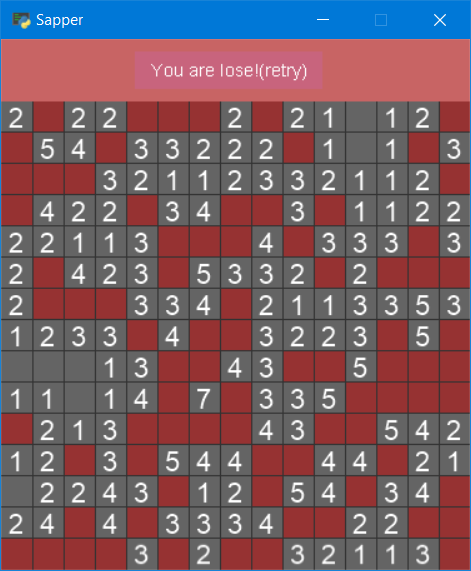 Sapper
You are lose!(retry)
2 2 2 2 2 1 1 2
5 4 3 3 2 2 2 1 1 3
3 2 1 1 2 3 3 2 1 1 2
4 2 2 3 4 3 1 1 2 2
2 2 1 1 3 4 3 3 3 3
2 4 2 3 5 3 3 2 2
2 3 3 4 2 1 1 3 3 5 3
1 2 3 3 4 3 2 2 3 5
1 3 4 3 5
1 1 1 4 7 3 3 5
2 1 3 4 3 5 4 2
1 2 3 5 4 4 4 4 2 1
2 2 4 3 1 2 5 4 3 4
2 4 4 3 3 3 4 2 2
3 2 3 2 1 1 3